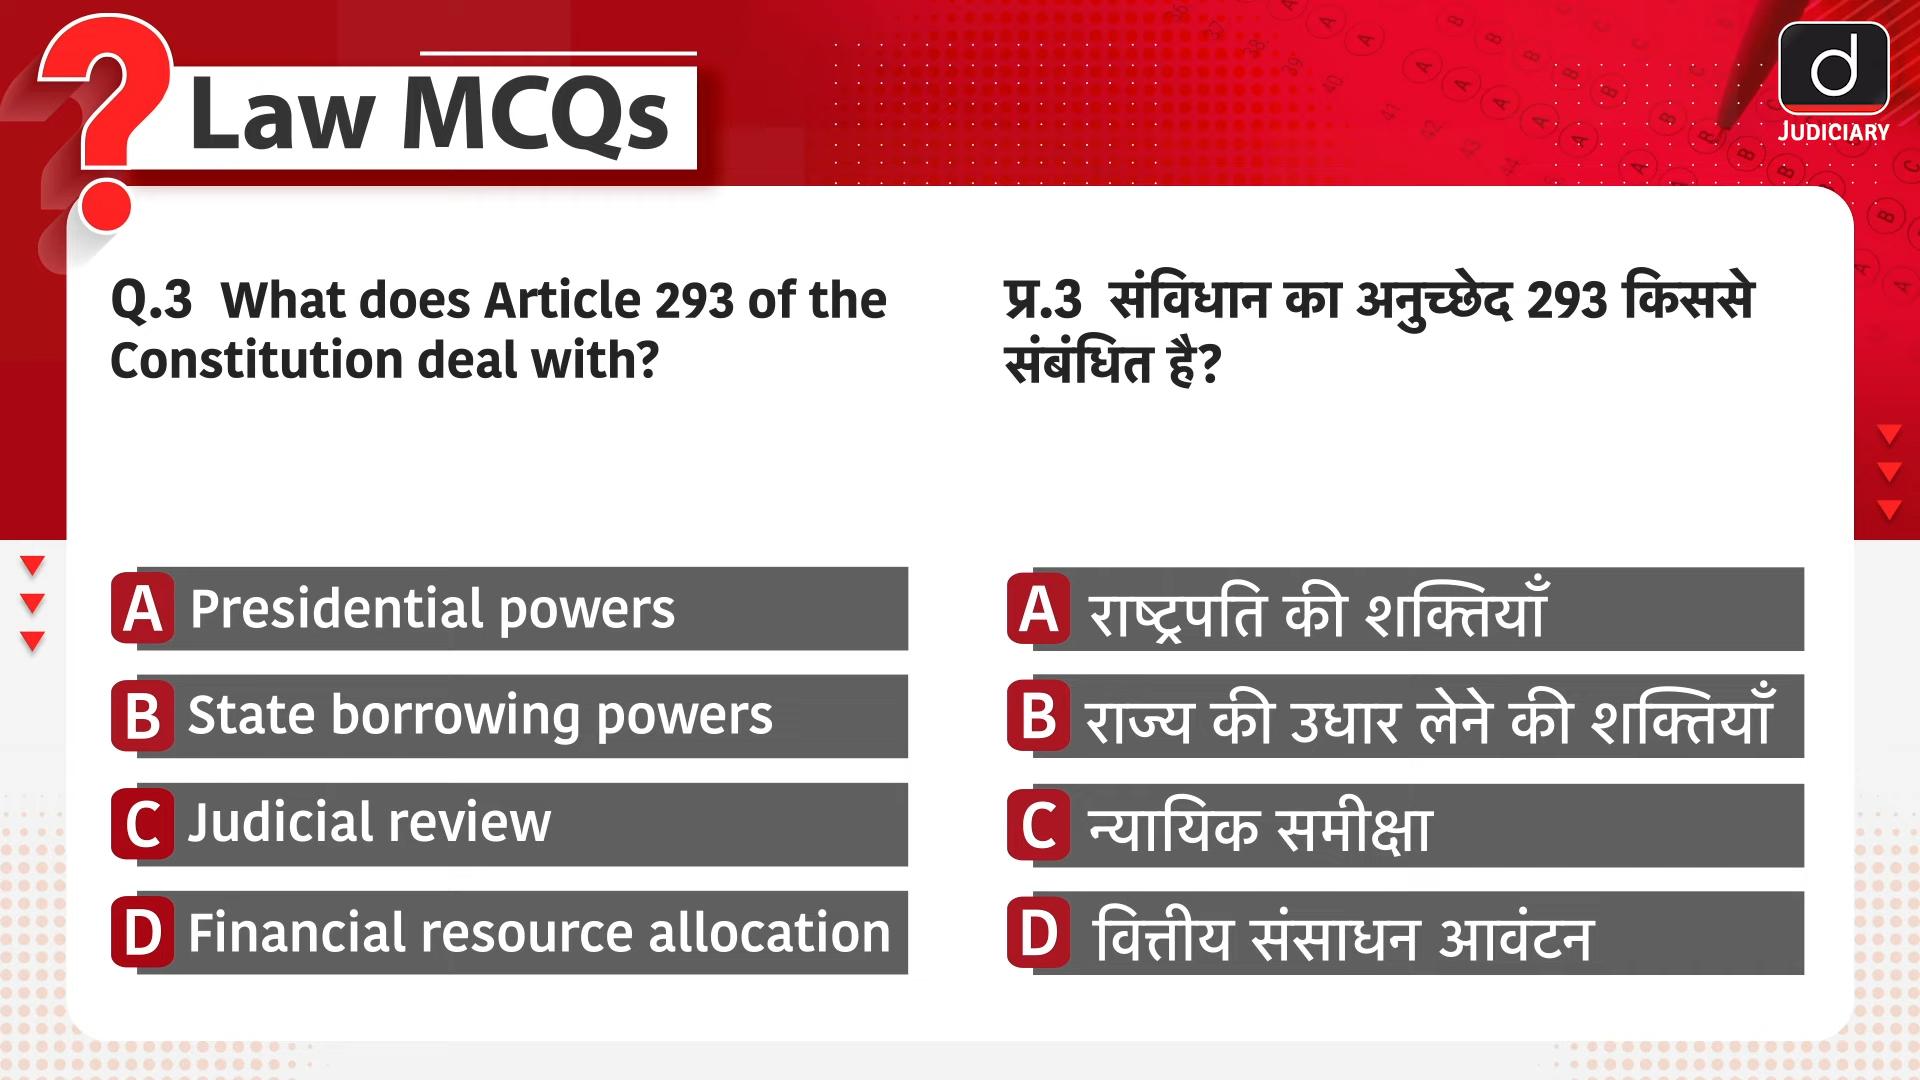 Law MCQs
JUDICIARY
Q.3 What does Article 293 of the
Constitution deal with?
A Presidential powers
B State borrowing powers
C Judicial review
D Financial resource allocation
प्र.3 संविधान का अनुच्छेद 293 किससे
संबंधित है?
A राष्ट्रपति की शक्तियाँ
B राज्य की उधार लेने की शक्तियाँ
C न्यायिक समीक्षा
D वित्तीय संसाधन आवंटन